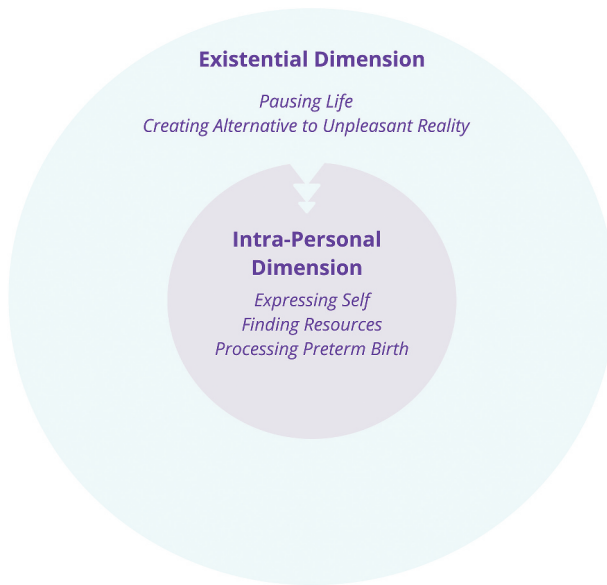 Existential Dimension
Pausing Life
Creating Alternative to Unpleasant Reality
Intra-Personal
Dimension
Expressing Self
Finding Resources
Processing Preterm Birth